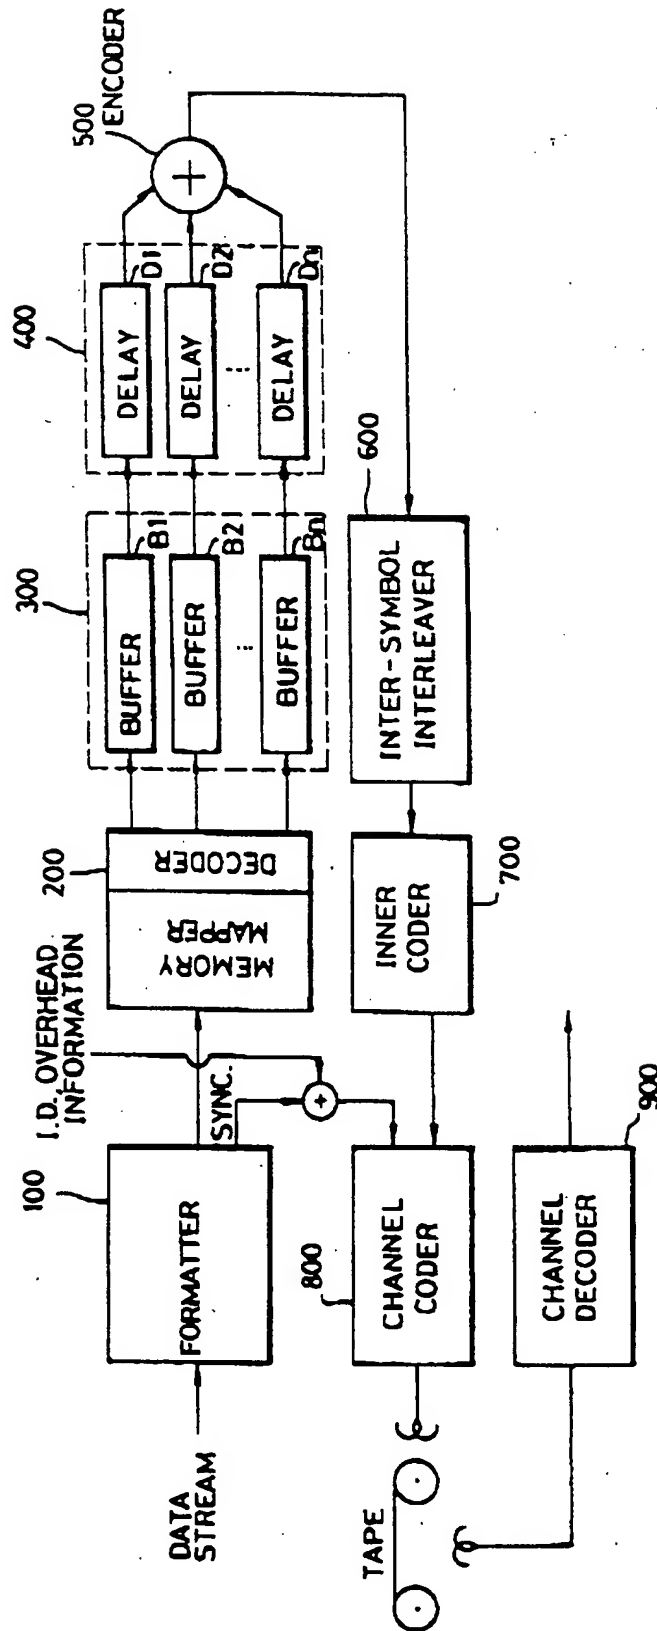 DATA
STREAM
100
FORMATTER
SYNC.
I.D., OVERHEAD
INFORMATION
200
MEMORY
MAPPER
DECODER
300
BUFFER
B1
BUFFER
B2
...
BUFFER
Bn
400
DELAY
D1
DELAY
D2
...
DELAY
Dn
500
ENCODER
+
600
INTER-SYMBOL
INTERLEAVER
700
INNER
CODER
+
800
CHANNEL
CODER
TAPE
900
CHANNEL
DECODER